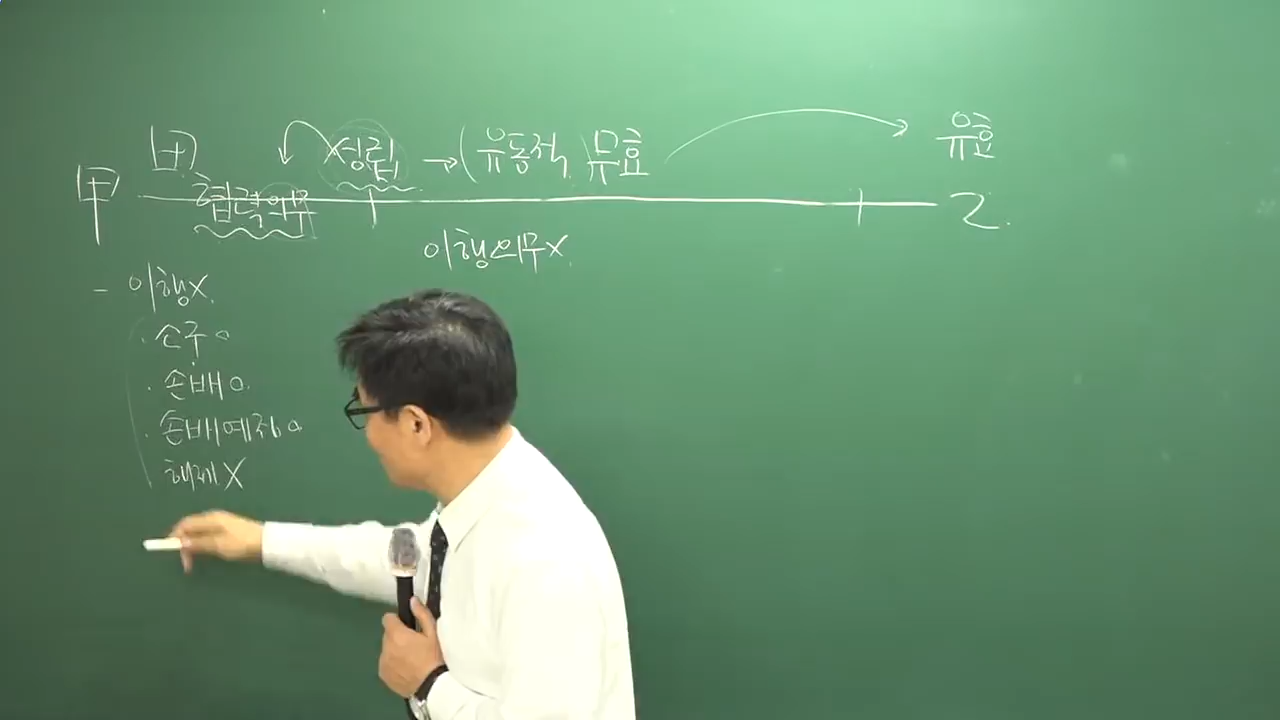 甲 田 성립 → (유동적 무효 유효
협력의무 乙.
이행의무X.
- 이행X.
· 소구 o
· 손배 o.
· 손배예정 o
· 해제 X